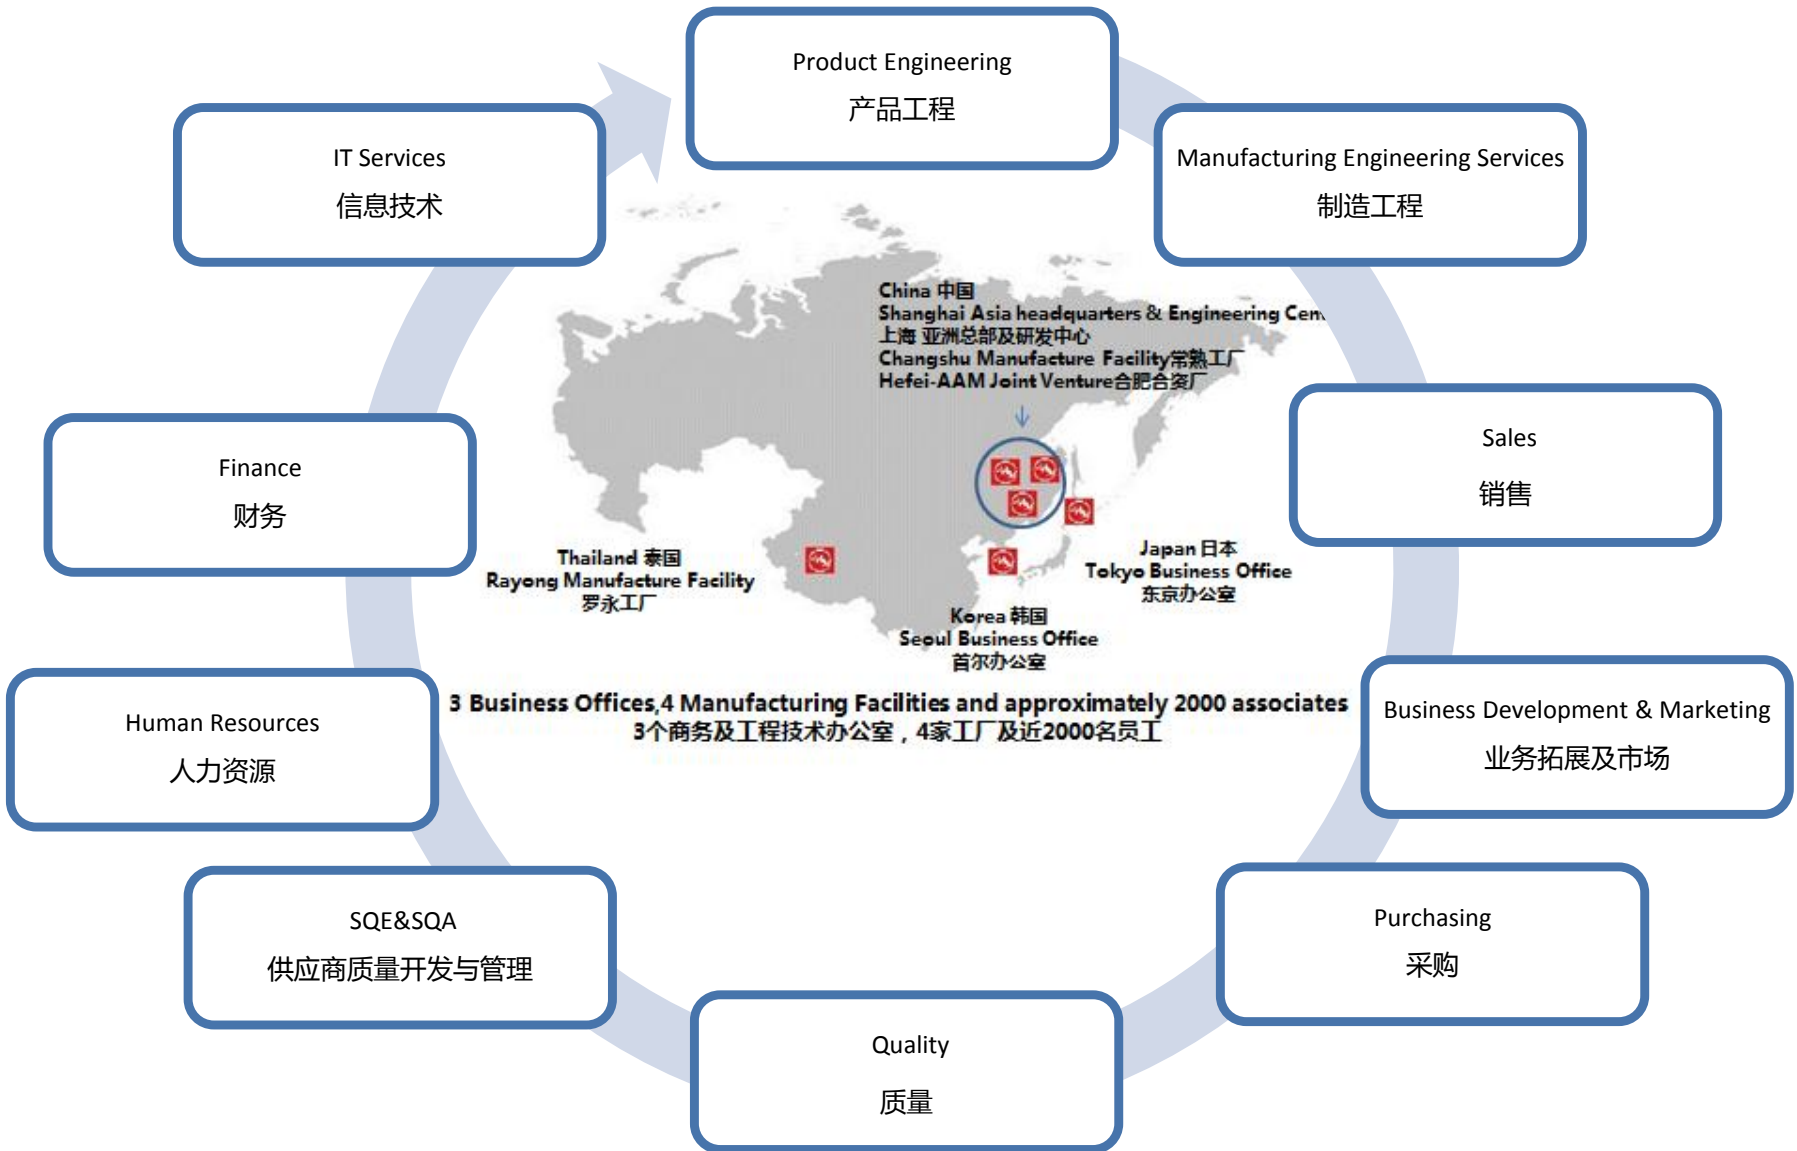 Product Engineering
产品工程
Manufacturing Engineering Services
制造工程
Sales
销售
Business Development & Marketing
业务拓展及市场
Purchasing
采购
Quality
质量
SQE&SQA
供应商质量开发与管理
Human Resources
人力资源
Finance
财务
IT Services
信息技术
China 中国
Shanghai Asia headquarters & Engineering Cen
上海 亚洲总部及研发中心
Changshu Manufacture Facility常熟工厂
Hefei-AAM Joint Venture合肥合资厂
Thailand 泰国
Rayong Manufacture Facility
罗永工厂
Japan 日本
Tokyo Business Office
东京办公室
Korea 韩国
Seoul Business Office
首尔办公室
3 Business Offices,4 Manufacturing Facilities and approximately 2000 associates
3个商务及工程技术办公室，4家工厂及近2000名员工